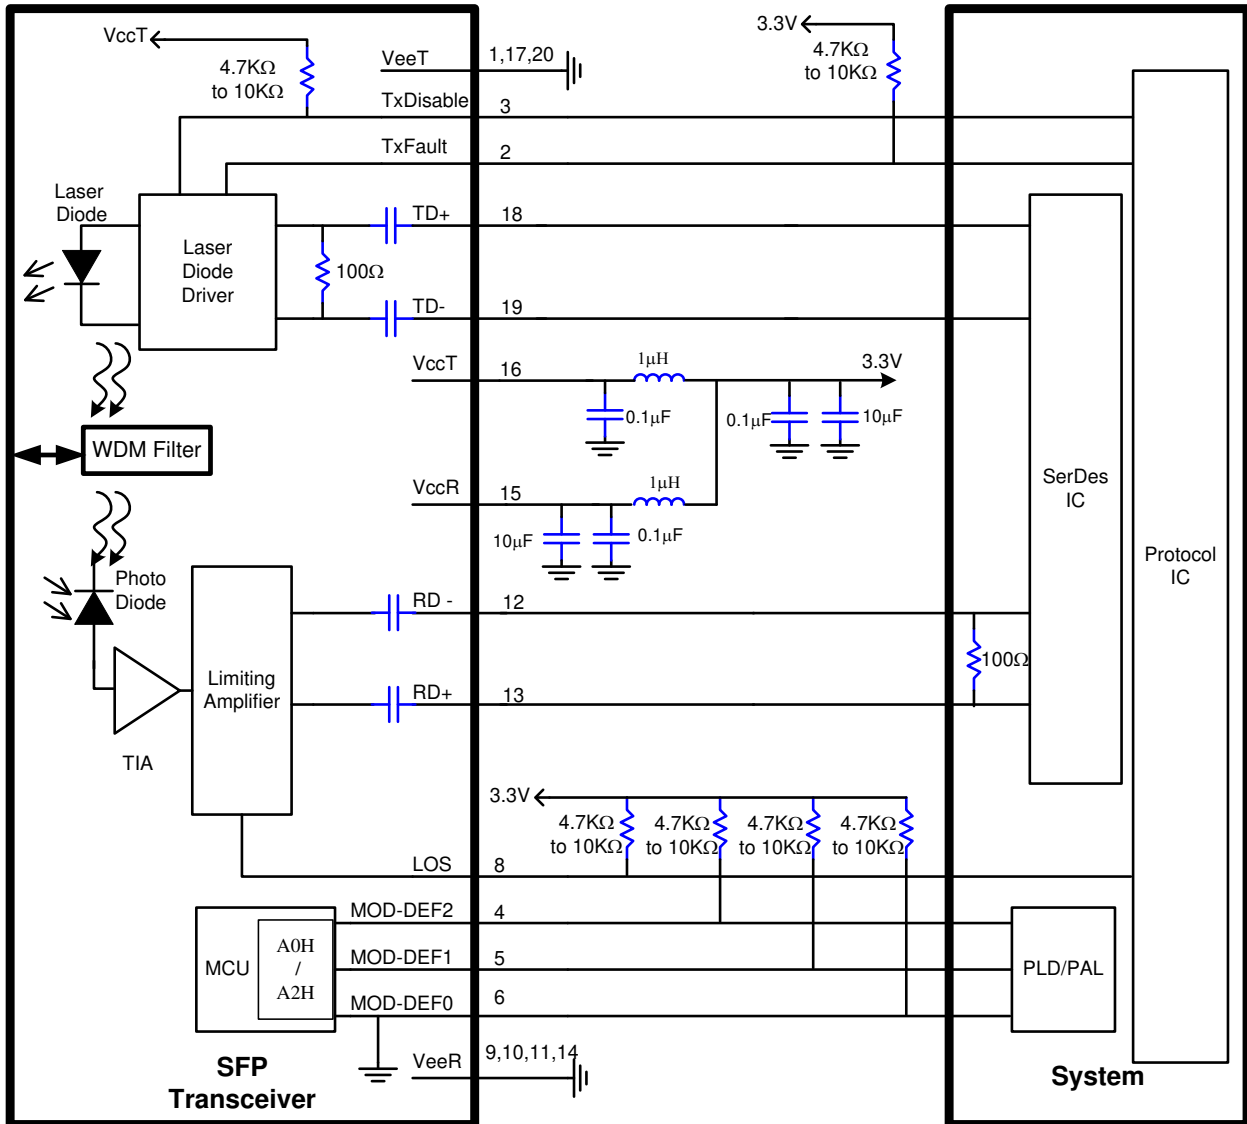 VccT
4.7KΩ
to 10KΩ
VeeT
1,17,20
3.3V
4.7KΩ
to 10KΩ
TxDisable
3
TxFault
2
Laser
Diode
Laser
Diode
Driver
TD+
18
100Ω
TD-
19
VccT
16
1μH
3.3V
0.1μF
0.1μF
10μF
WDM Filter
VccR
15
1μH
10μF
0.1μF
SerDes
IC
Protocol
IC
Photo
Diode
RD -
12
Limiting
Amplifier
RD+
13
100Ω
TIA
3.3V
4.7KΩ
to 10KΩ
4.7KΩ
to 10KΩ
4.7KΩ
to 10KΩ
4.7KΩ
to 10KΩ
LOS
8
MCU
A0H
/
A2H
MOD-DEF2
4
MOD-DEF1
5
MOD-DEF0
6
PLD/PAL
VeeR
9,10,11,14
SFP
Transceiver
System